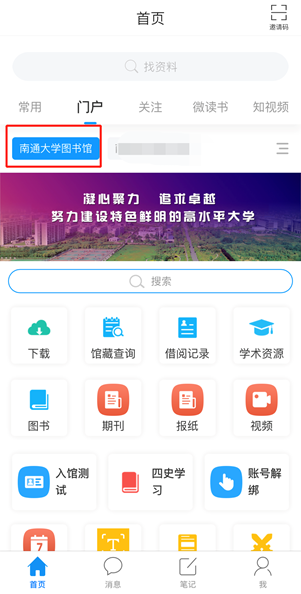 首页
邀请码
找资料
常用 门户 关注 微读书 知视频
南通大学图书馆
凝心聚力 追求卓越
努力建设特色鲜明的高水平大学
搜索
下载 馆藏查询 借阅记录 学术资源
图书 期刊 报纸 视频
入馆测试 四史学习 账号解绑
7 T
首页 消息 笔记 我